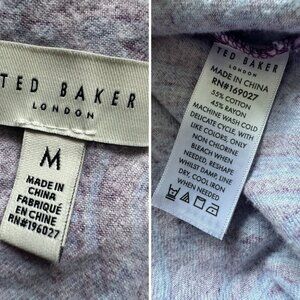 TED BAKER
LONDON
M
MADE IN
CHINA
FABRIQUÉ
EN CHINE
RN#196027
TED BAKER
LONDON
MADE IN CHINA
RN#169027
55% COTTON
45% RAYON
MACHINE WASH COLD
DELICATE CYCLE, WITH
LIKE COLORS, ONLY
NON CHLORINE
BLEACH WHEN
NEEDED, RESHAPE
WHILST DAMP, LINE
DRY, COOL IRON
WHEN NEEDED